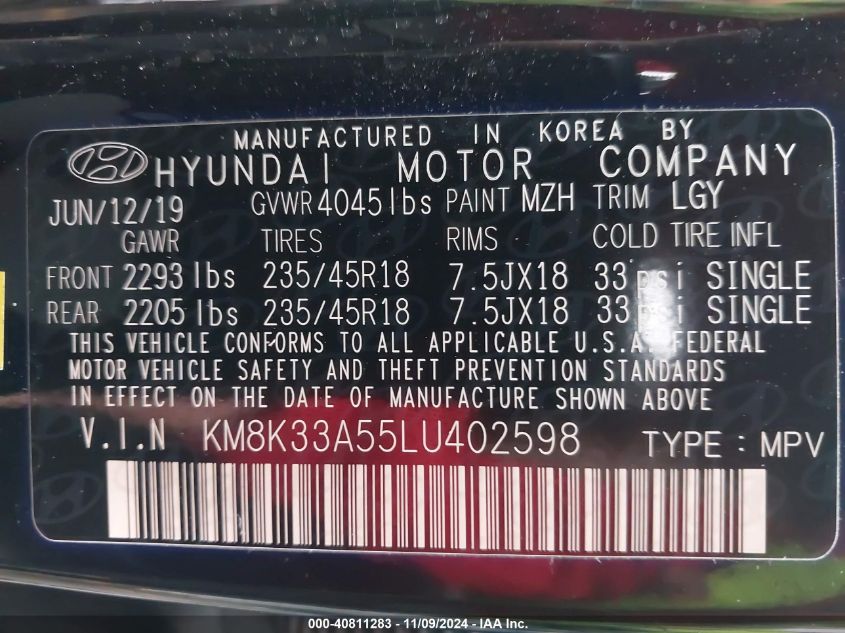 MANUFACTURED IN KOREA BY
HYUNDAI MOTOR COMPANY
JUN/12/19 GVWR 4045 lbs PAINT MZH TRIM LGY
GAWR TIRES RIMS COLD TIRE INFL
FRONT 2293 lbs 235/45R18 7.5JX18 33 psi SINGLE
REAR 2205 lbs 235/45R18 7.5JX18 33 psi SINGLE
THIS VEHICLE CONFORMS TO ALL APPLICABLE U.S.A. FEDERAL
MOTOR VEHICLE SAFETY AND THEFT PREVENTION STANDARDS
IN EFFECT ON THE DATE OF MANUFACTURE SHOWN ABOVE
V.I.N KM8K33A55LU402598 TYPE : MPV
000-40811283 - 11/09/2024 - IAA Inc.